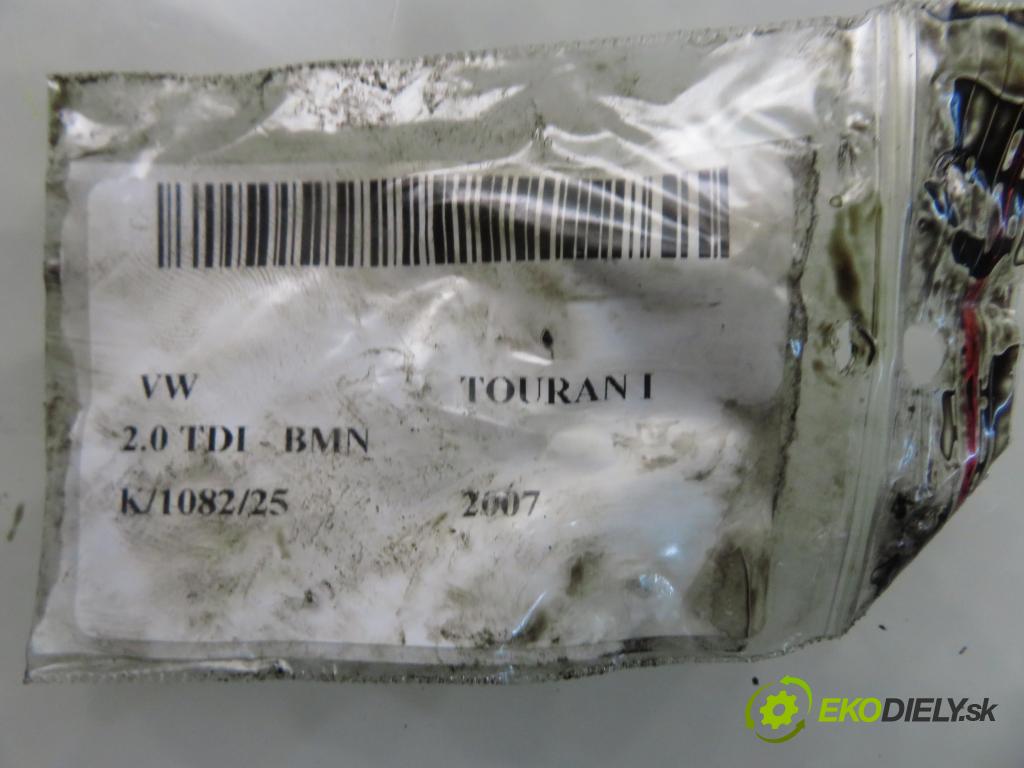 VW TOURAN I
2.0 TDI - BMN
K/1082/25 2007
EKODIELY.sk